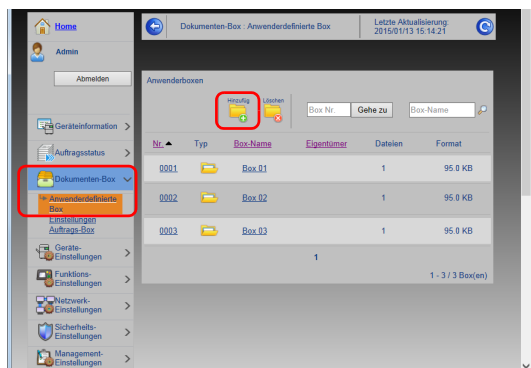 Home
Admin
Abmelden
Geräteinformation
Auftragsstatus
Dokumenten-Box
Anwenderdefinierte
Box
Einstellungen
Auftrags-Box
Geräte-
Einstellungen
Funktions-
Einstellungen
Netzwerk-
Einstellungen
Sicherheits-
Einstellungen
Management-
Einstellungen
Dokumenten-Box : Anwenderdefinierte Box
Letzte Aktualisierung:
2015/01/13 15:14:21
Anwenderboxen
Hinzufüg Löschen
Box Nr. Gehe zu Box-Name
Nr. Typ Box-Name Eigentümer Dateien Format
0001 Box 01 1 95.0 KB
0002 Box 02 1 95.0 KB
0003 Box 03 1 95.0 KB
1
1 - 3 / 3 Box(en)